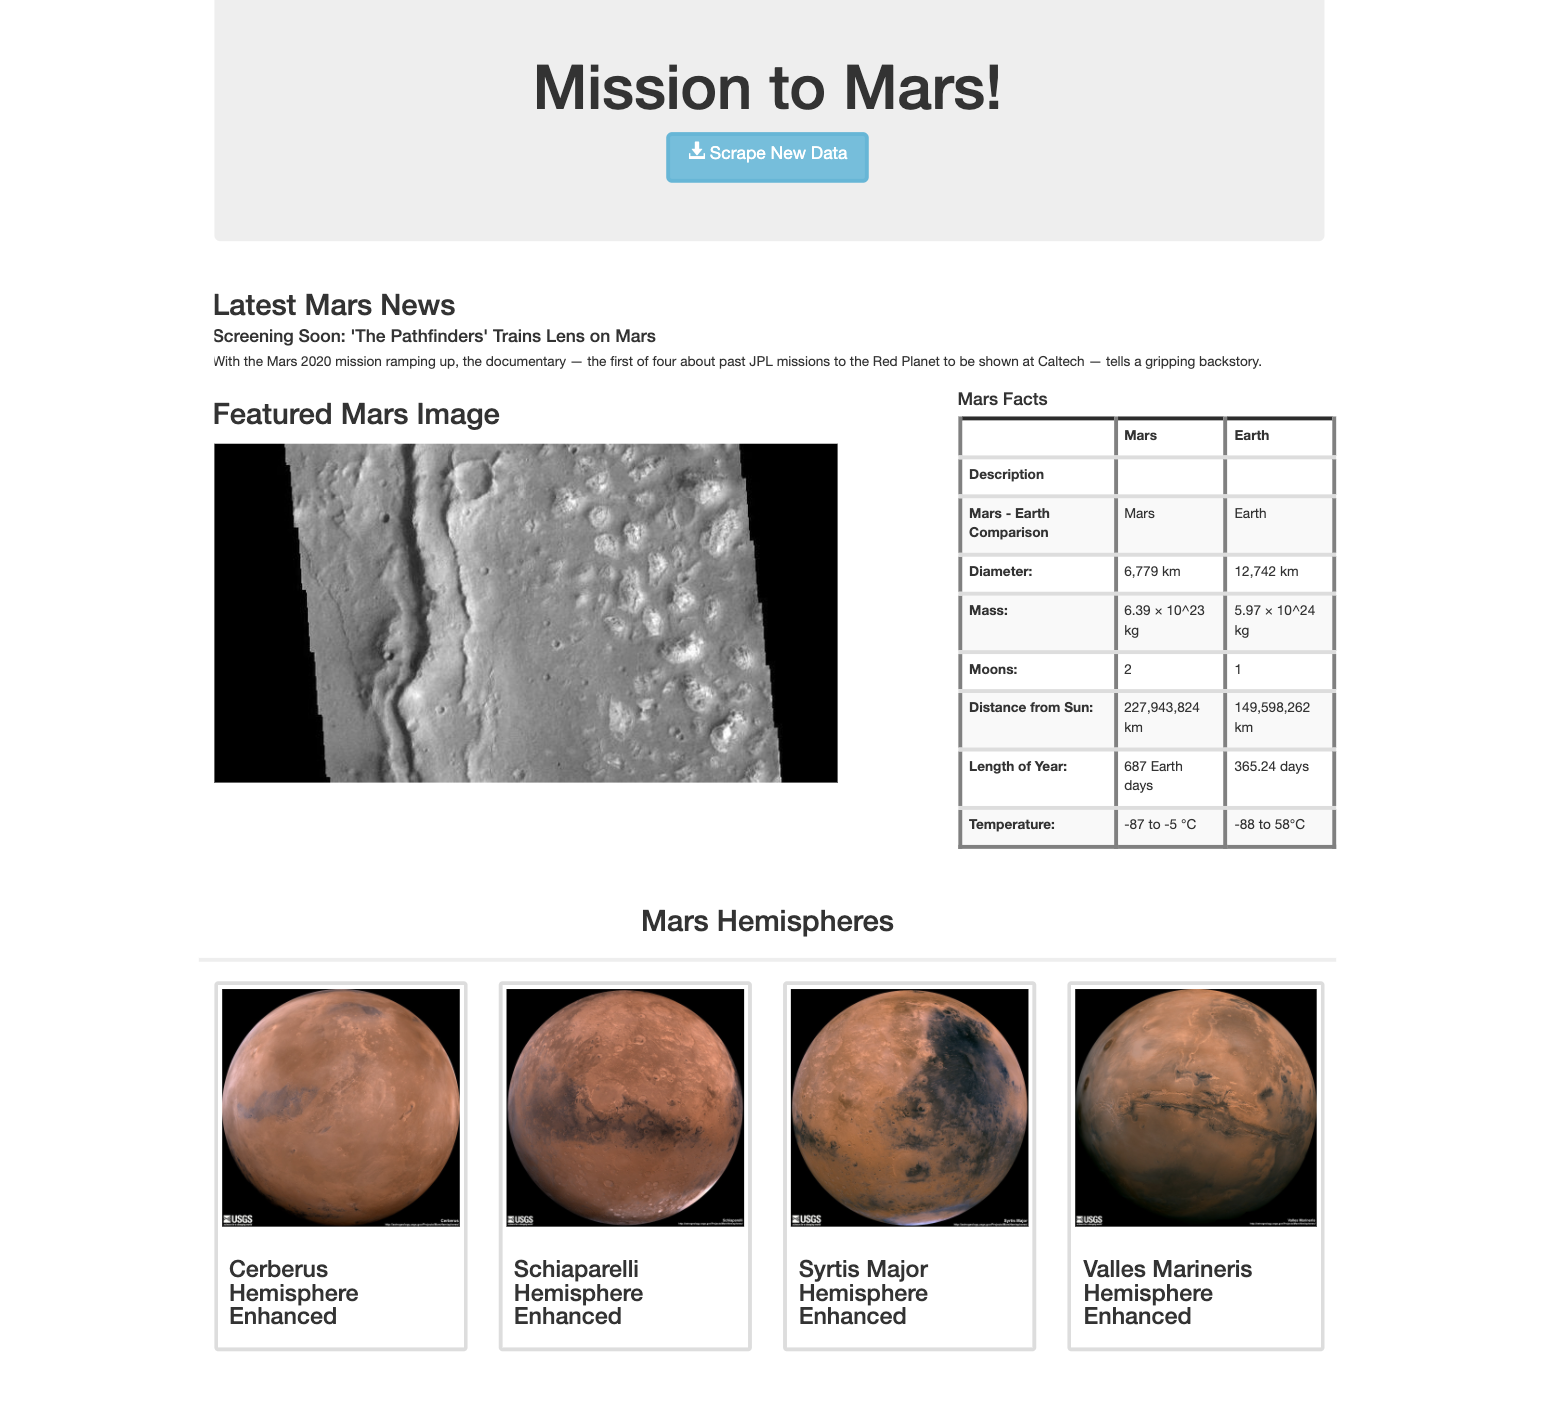 Mission to Mars!
Scrape New Data
Latest Mars News
Screening Soon: 'The Pathfinders' Trains Lens on Mars
With the Mars 2020 mission ramping up, the documentary — the first of four about past JPL missions to the Red Planet to be shown at Caltech — tells a gripping backstory.
Featured Mars Image
Mars Facts
Mars Earth
Description
Mars - Earth Comparison Mars Earth
Diameter: 6,779 km 12,742 km
Mass: 6.39 × 10^23 kg 5.97 × 10^24 kg
Moons: 2 1
Distance from Sun: 227,943,824 km 149,598,262 km
Length of Year: 687 Earth days 365.24 days
Temperature: -87 to -5 °C -88 to 58°C
Mars Hemispheres
USGS Cerberus
USGS Schiaparelli
USGS Syrtis Major
USGS Valles Marineris
Cerberus
Hemisphere
Enhanced
Schiaparelli
Hemisphere
Enhanced
Syrtis Major
Hemisphere
Enhanced
Valles Marineris
Hemisphere
Enhanced